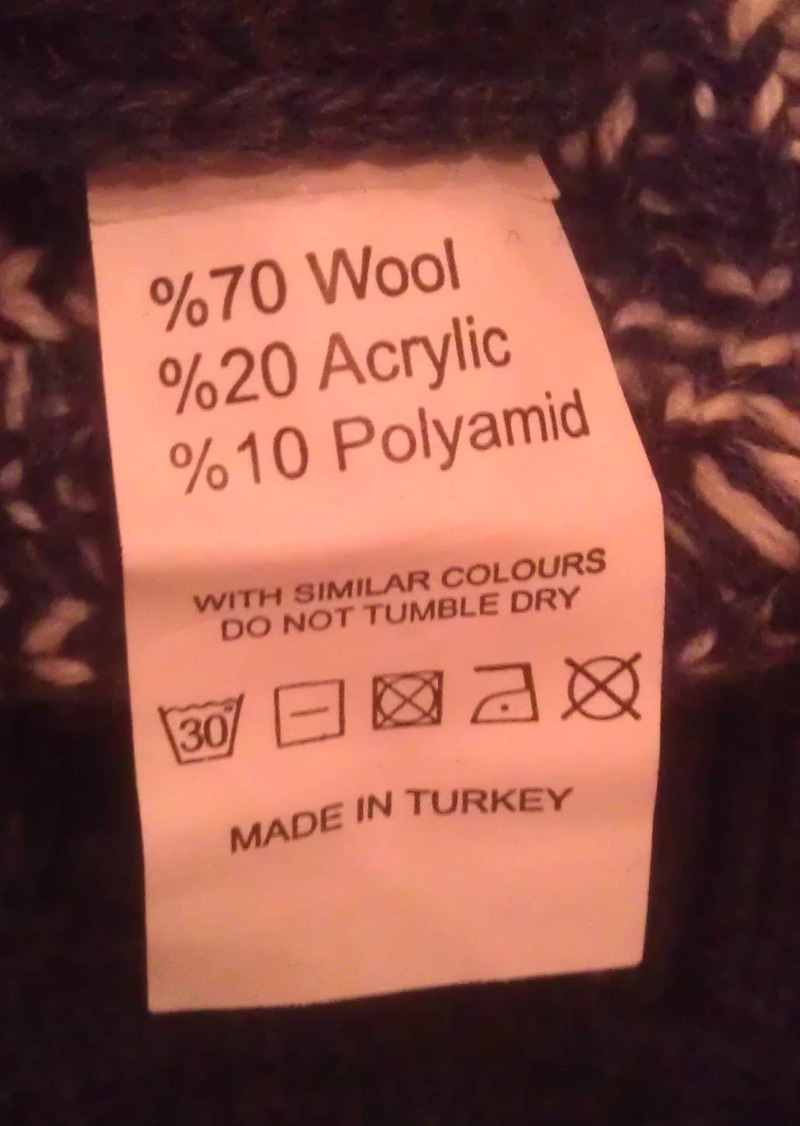 %70 Wool
%20 Acrylic
%10 Polyamid
WITH SIMILAR COLOURS
DO NOT TUMBLE DRY
30°
MADE IN TURKEY